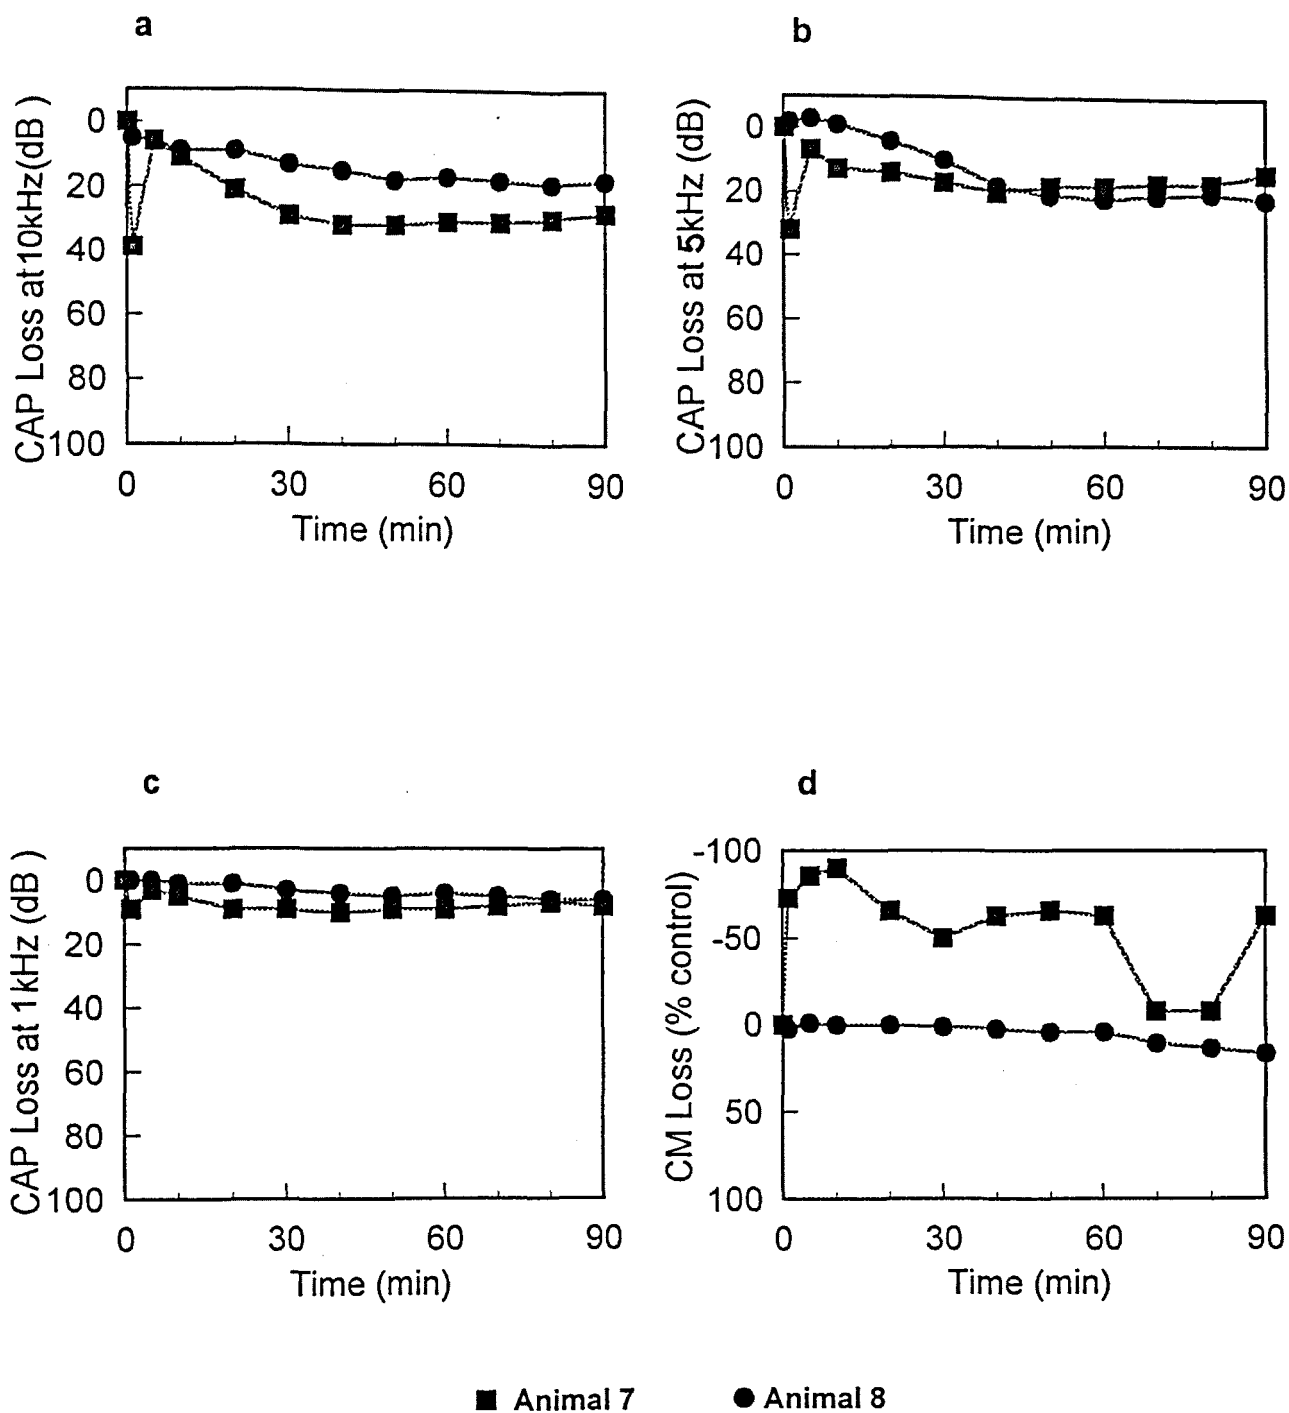 a
CAP Loss at 10kHz(dB )
0
20
40
60
80
100
0 30 60 90
Time (min)
b
CAP Loss at 5kHz (dB)
0
20
40
60
80
100
0 30 60 90
Time (min)
c
CAP Loss at 1kHz (dB )
0
20
40
60
80
100
0 30 60 90
Time (min)
d
CM Loss (% control)
-100
-50
0
50
100
0 30 60 90
Time (min)
Animal 7 Animal 8